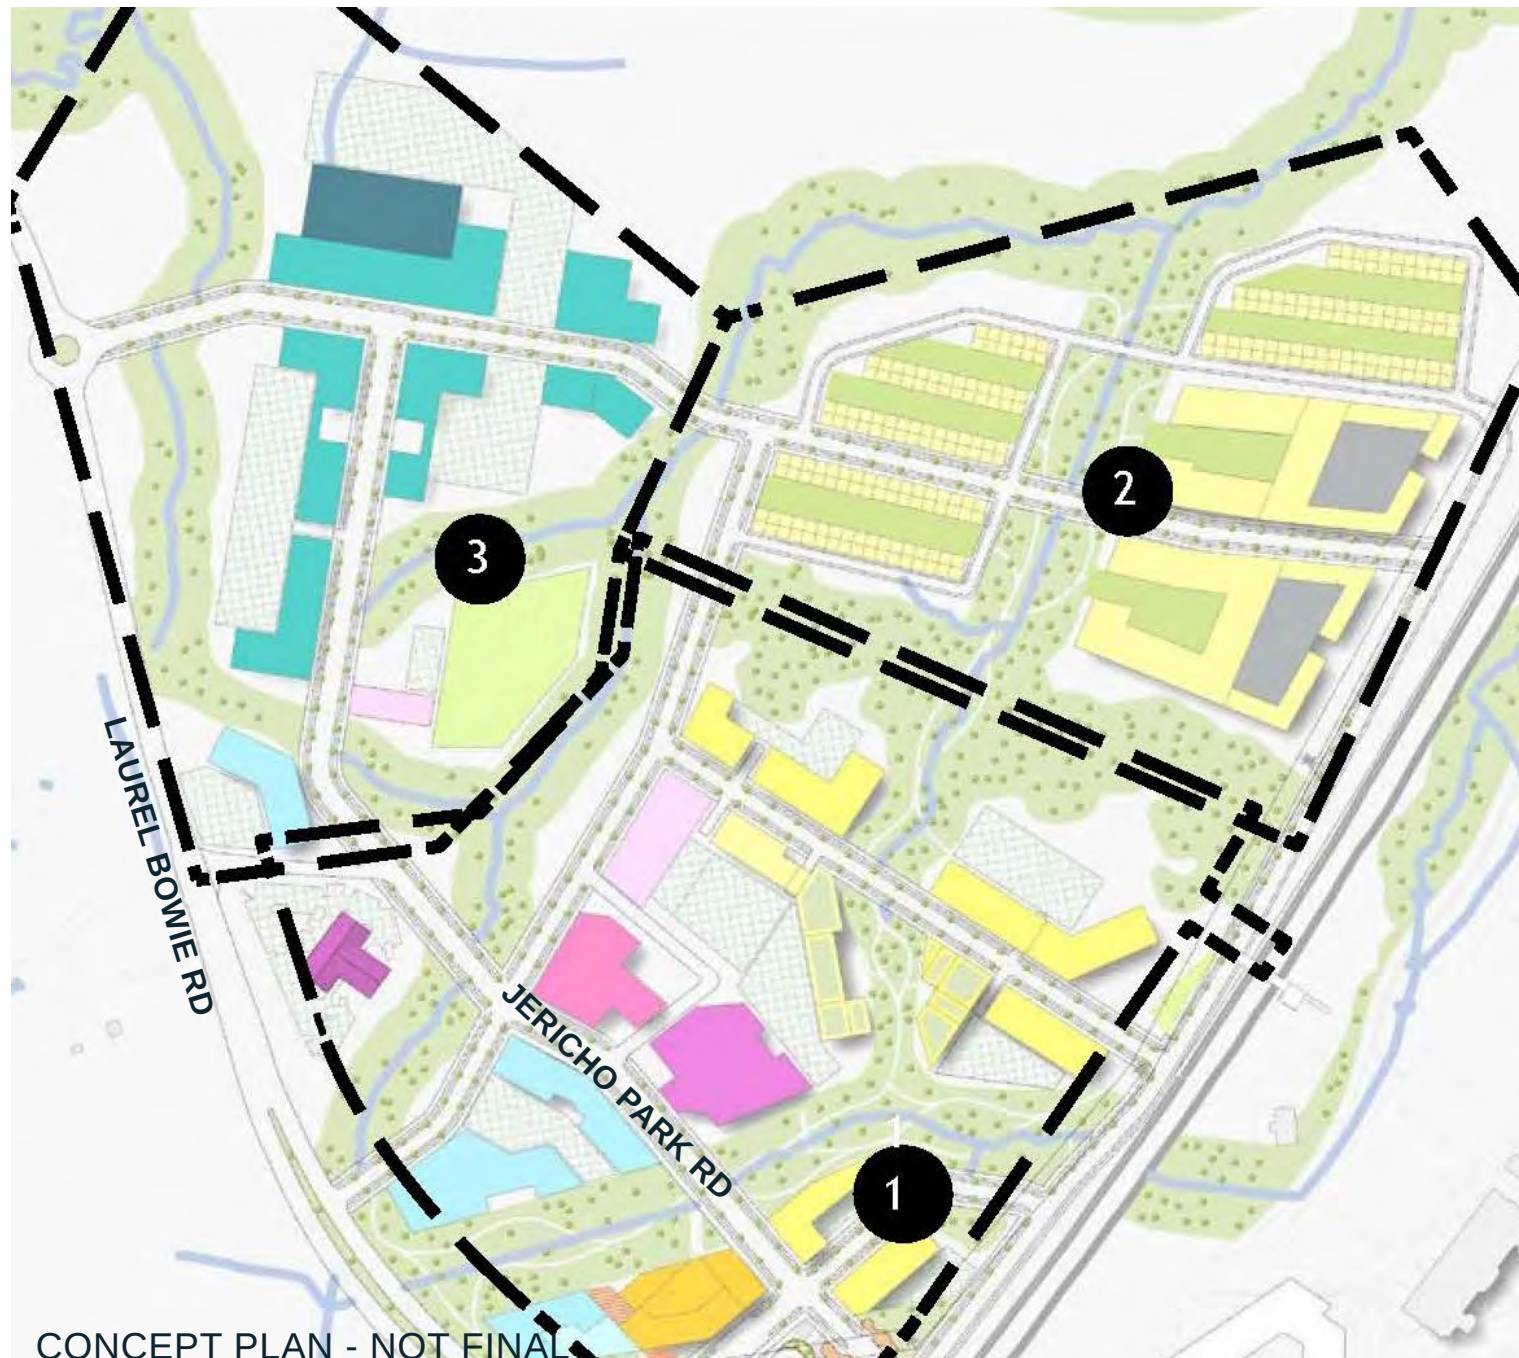 2
3
LAUREL BOWIE RD
JERICHO PARK RD
1
CONCEPT PLAN - NOT FINAL